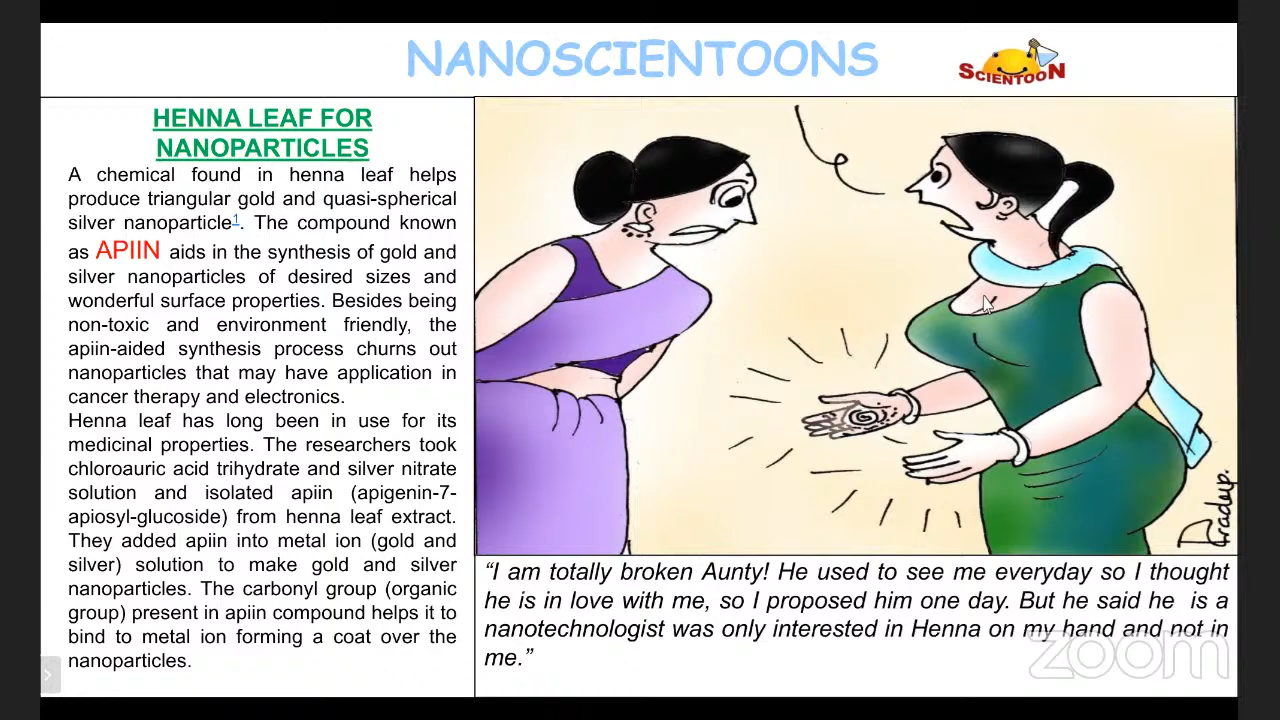 NANOSCIENTOONS
SCIENTOON
HENNA LEAF FOR
NANOPARTICLES
A chemical found in henna leaf helps
produce triangular gold and quasi-spherical
silver nanoparticle1. The compound known
as APIIN aids in the synthesis of gold and
silver nanoparticles of desired sizes and
wonderful surface properties. Besides being
non-toxic and environment friendly, the
apiin-aided synthesis process churns out
nanoparticles that may have application in
cancer therapy and electronics.
Henna leaf has long been in use for its
medicinal properties. The researchers took
chloroauric acid trihydrate and silver nitrate
solution and isolated apiin (apigenin-7-
apiosyl-glucoside) from henna leaf extract.
They added apiin into metal ion (gold and
silver) solution to make gold and silver
nanoparticles. The carbonyl group (organic
group) present in apiin compound helps it to
bind to metal ion forming a coat over the
nanoparticles.
Pradeep.
“I am totally broken Aunty! He used to see me everyday so I thought
he is in love with me, so I proposed him one day. But he said he is a
nanotechnologist was only interested in Henna on my hand and not in
me.”
zoom